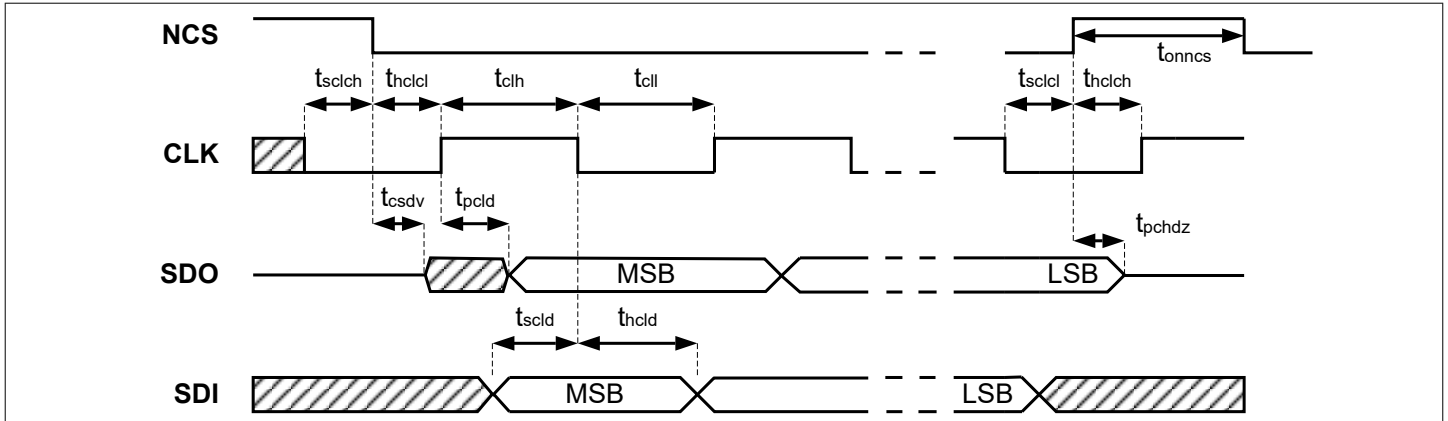 NCS
tonncs
tsclch thclcl tclh tcll tsclcl thclch
CLK
tcsdv tpcld tpchdz
SDO MSB LSB
tscld thcld
SDI MSB LSB